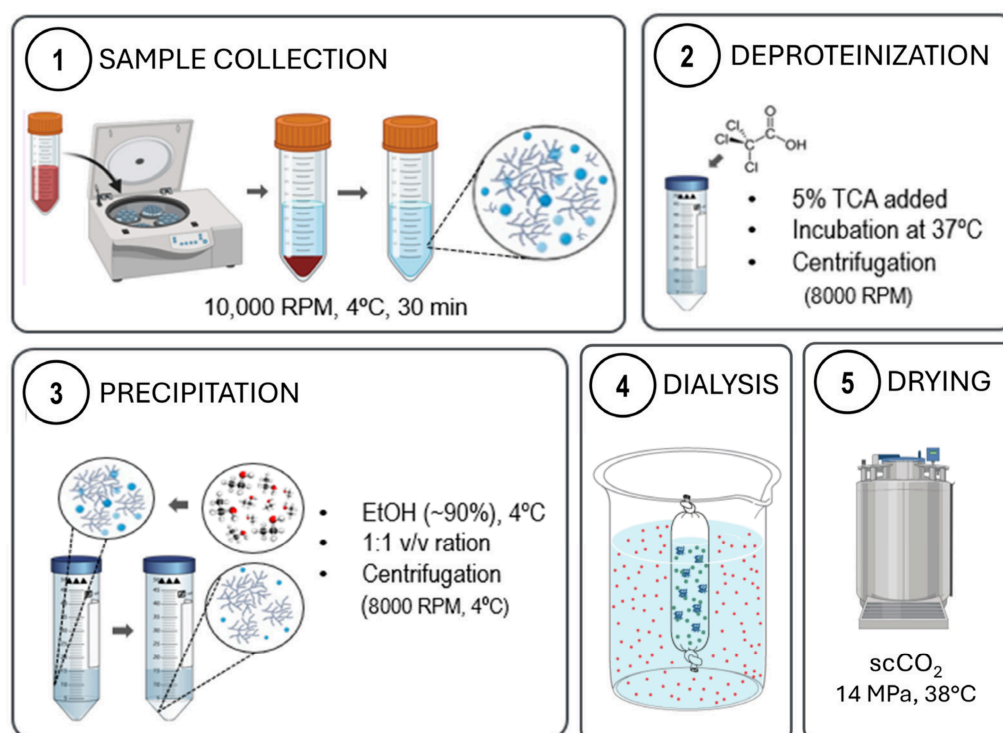 1 SAMPLE COLLECTION
10,000 RPM, 4ºC, 30 min
2 DEPROTEINIZATION
O
Cl
Cl
OH
Cl
• 5% TCA added
• Incubation at 37ºC
• Centrifugation
(8000 RPM)
3 PRECIPITATION
• EtOH (~90%), 4ºC
• 1:1 v/v ration
• Centrifugation
(8000 RPM, 4ºC)
4 DIALYSIS
5 DRYING
scCO₂
14 MPa, 38°C